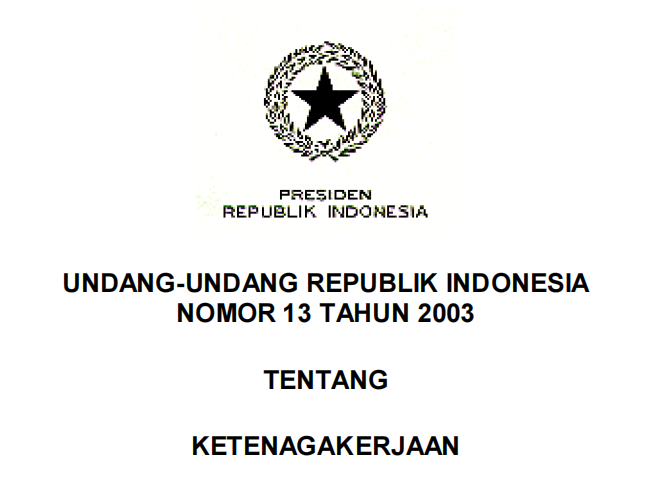 PRESIDEN
REPUBLIK INDONESIA
UNDANG-UNDANG REPUBLIK INDONESIA
NOMOR 13 TAHUN 2003
TENTANG
KETENAGAKERJAAN